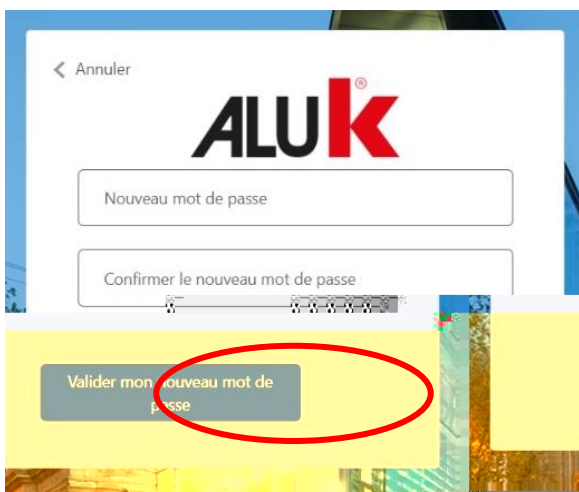 Annuler
ALUK®
Nouveau mot de passe
Confirmer le nouveau mot de passe
Valider mon nouveau mot de
passe